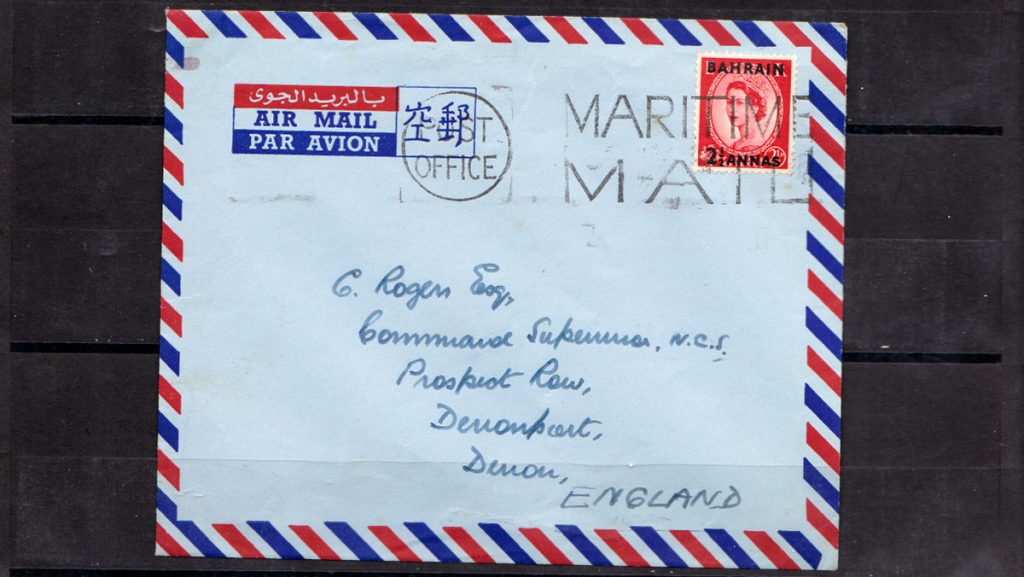 بالبريد الجوى
AIR MAIL
PAR AVION
空郵
POST
OFFICE
MARITIME
MAIL
BAHRAIN
2½ ANNAS
G. Rogers Esq,
Command Supervisor, N.C.S.
Prospect Row,
Devonport,
Devon,
ENGLAND